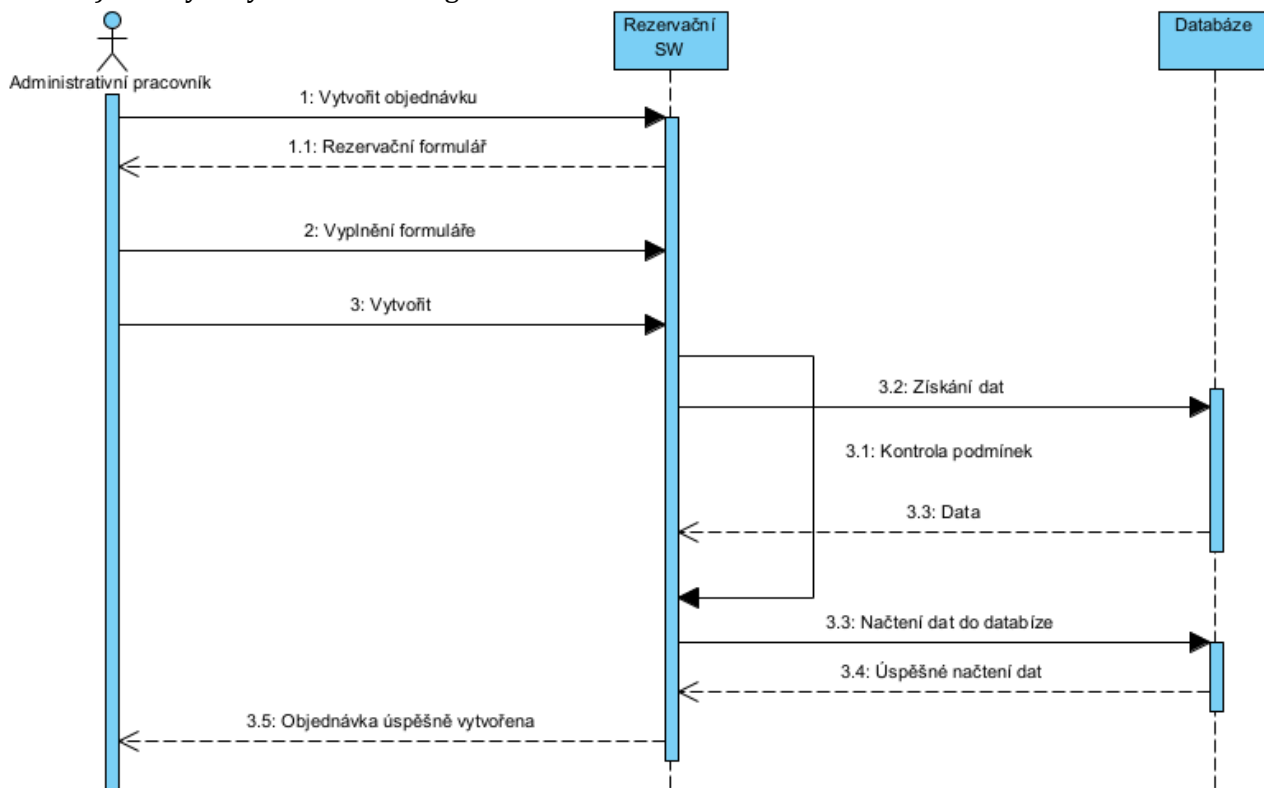 Rezervační
SW
Databáze
Administrativní pracovník
1: Vytvořit objednávku
1.1: Rezervační formulář
2: Vyplnění formuláře
3: Vytvořit
3.2: Získání dat
3.1: Kontrola podmínek
3.3: Data
3.3: Načtení dat do databíze
3.4: Úspěšné načtení dat
3.5: Objednávka úspěšně vytvořena